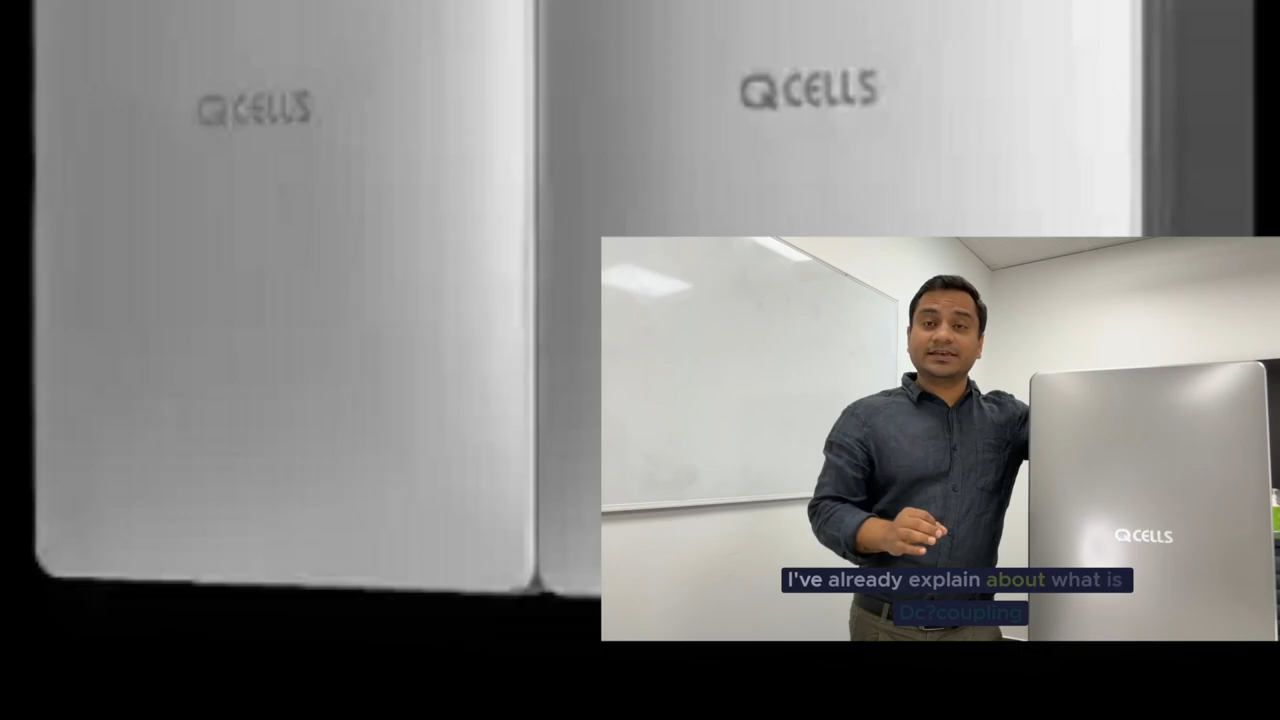 QCELLS
QCELLS
QCELLS
I've already explain about what is
Dc?coupling